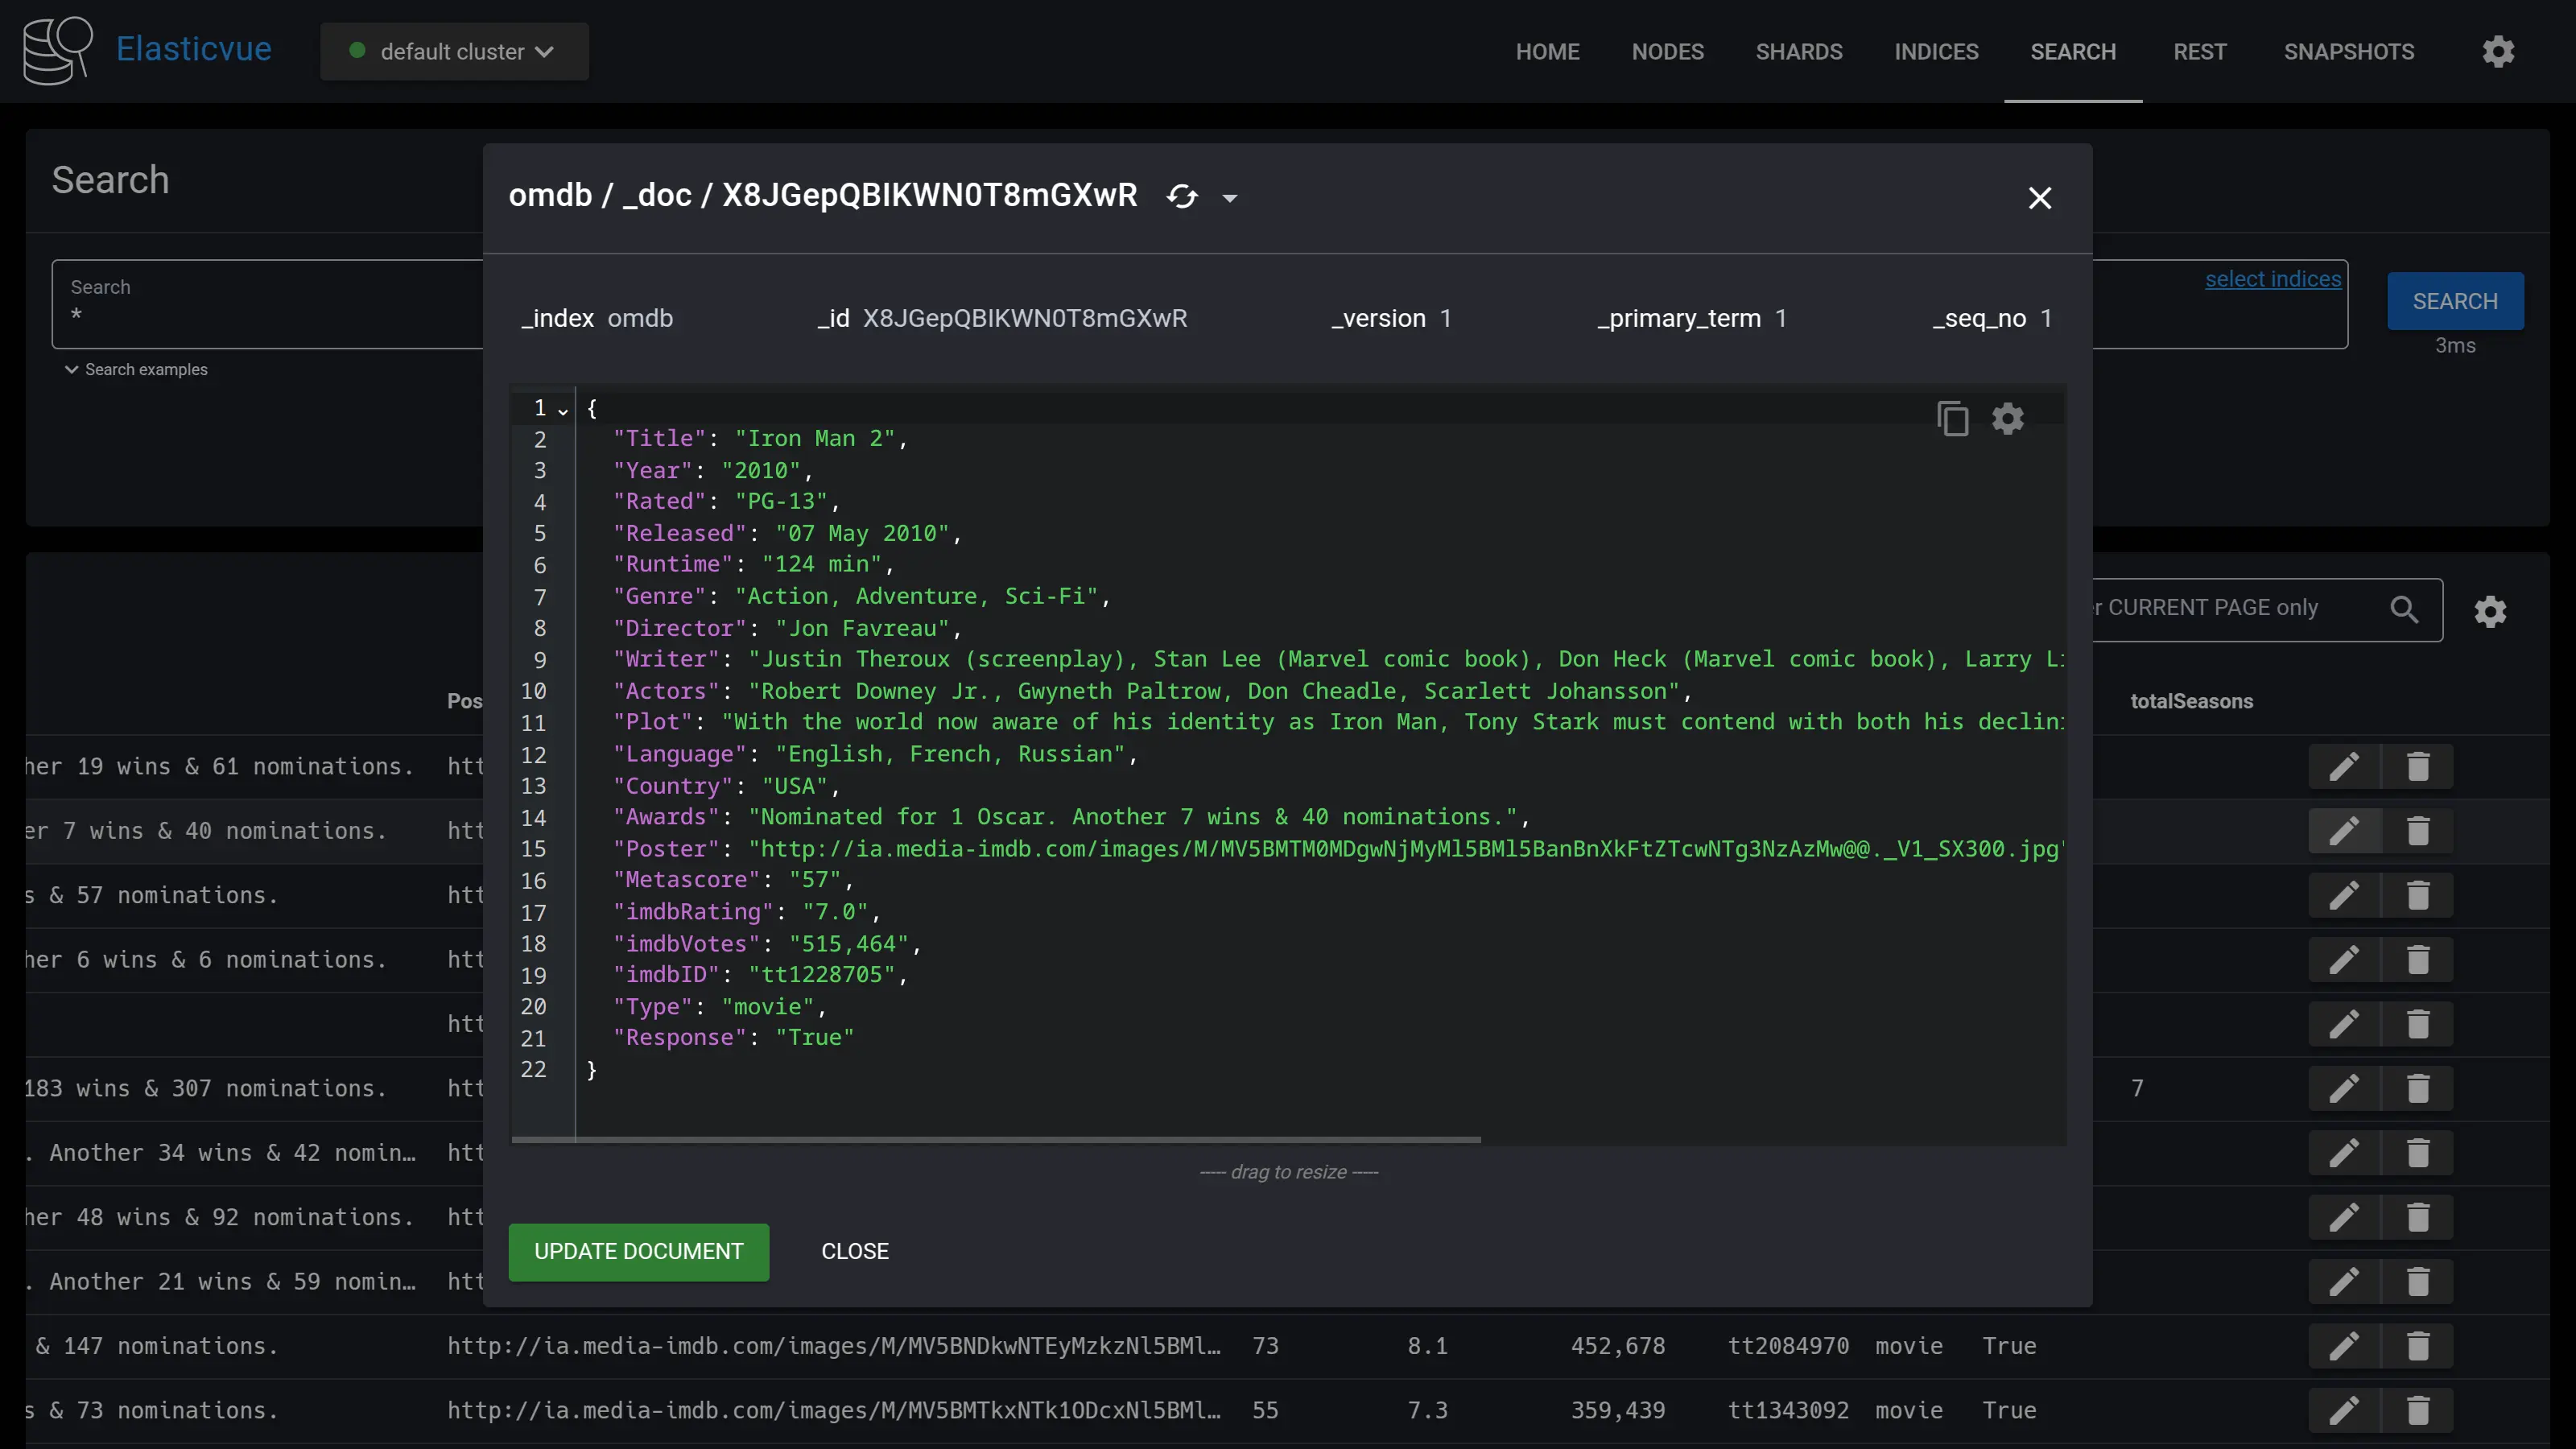 Elasticvue
default cluster
HOME NODES SHARDS INDICES SEARCH REST SNAPSHOTS
Search
Search
*
Search examples
select indices
SEARCH
3ms
omdb / _doc / X8JGepQBIKWN0T8mGXwR
_index omdb _id X8JGepQBIKWN0T8mGXwR _version 1 _primary_term 1 _seq_no 1
1 {
2 "Title": "Iron Man 2",
3 "Year": "2010",
4 "Rated": "PG-13",
5 "Released": "07 May 2010",
6 "Runtime": "124 min",
7 "Genre": "Action, Adventure, Sci-Fi",
8 "Director": "Jon Favreau",
9 "Writer": "Justin Theroux (screenplay), Stan Lee (Marvel comic book), Don Heck (Marvel comic book), Larry
10 "Actors": "Robert Downey Jr., Gwyneth Paltrow, Don Cheadle, Scarlett Johansson",
11 "Plot": "With the world now aware of his identity as Iron Man, Tony Stark must contend with both his
12 "Language": "English, French, Russian",
13 "Country": "USA",
14 "Awards": "Nominated for 1 Oscar. Another 7 wins & 40 nominations.",
15 "Poster": "http://ia.media-imdb.com/images/M/MV5BMTM0MDgwNjMyMl5BMl5BanBnXkFtZTcwNTg3NzAzMw@@._V1_SX300.jpg"
16 "Metascore": "57",
17 "imdbRating": "7.0",
18 "imdbVotes": "515,464",
19 "imdbID": "tt1228705",
20 "Type": "movie",
21 "Response": "True"
22 }
----- drag to resize -----
UPDATE DOCUMENT CLOSE
CURRENT PAGE only
Pos totalSeasons
her 19 wins & 61 nominations. htt
er 7 wins & 40 nominations. htt
s & 57 nominations. htt
her 6 wins & 6 nominations. htt
htt
183 wins & 307 nominations. htt 7
. Another 34 wins & 42 nomin… htt
her 48 wins & 92 nominations. htt
. Another 21 wins & 59 nomin… htt
& 147 nominations. http://ia.media-imdb.com/images/M/MV5BNDkwNTEyMzkzNl5BMl… 73 8.1 452,678 tt2084970 movie True
s & 73 nominations. http://ia.media-imdb.com/images/M/MV5BMTkxNTk1ODcxNl5BMl… 55 7.3 359,439 tt1343092 movie True